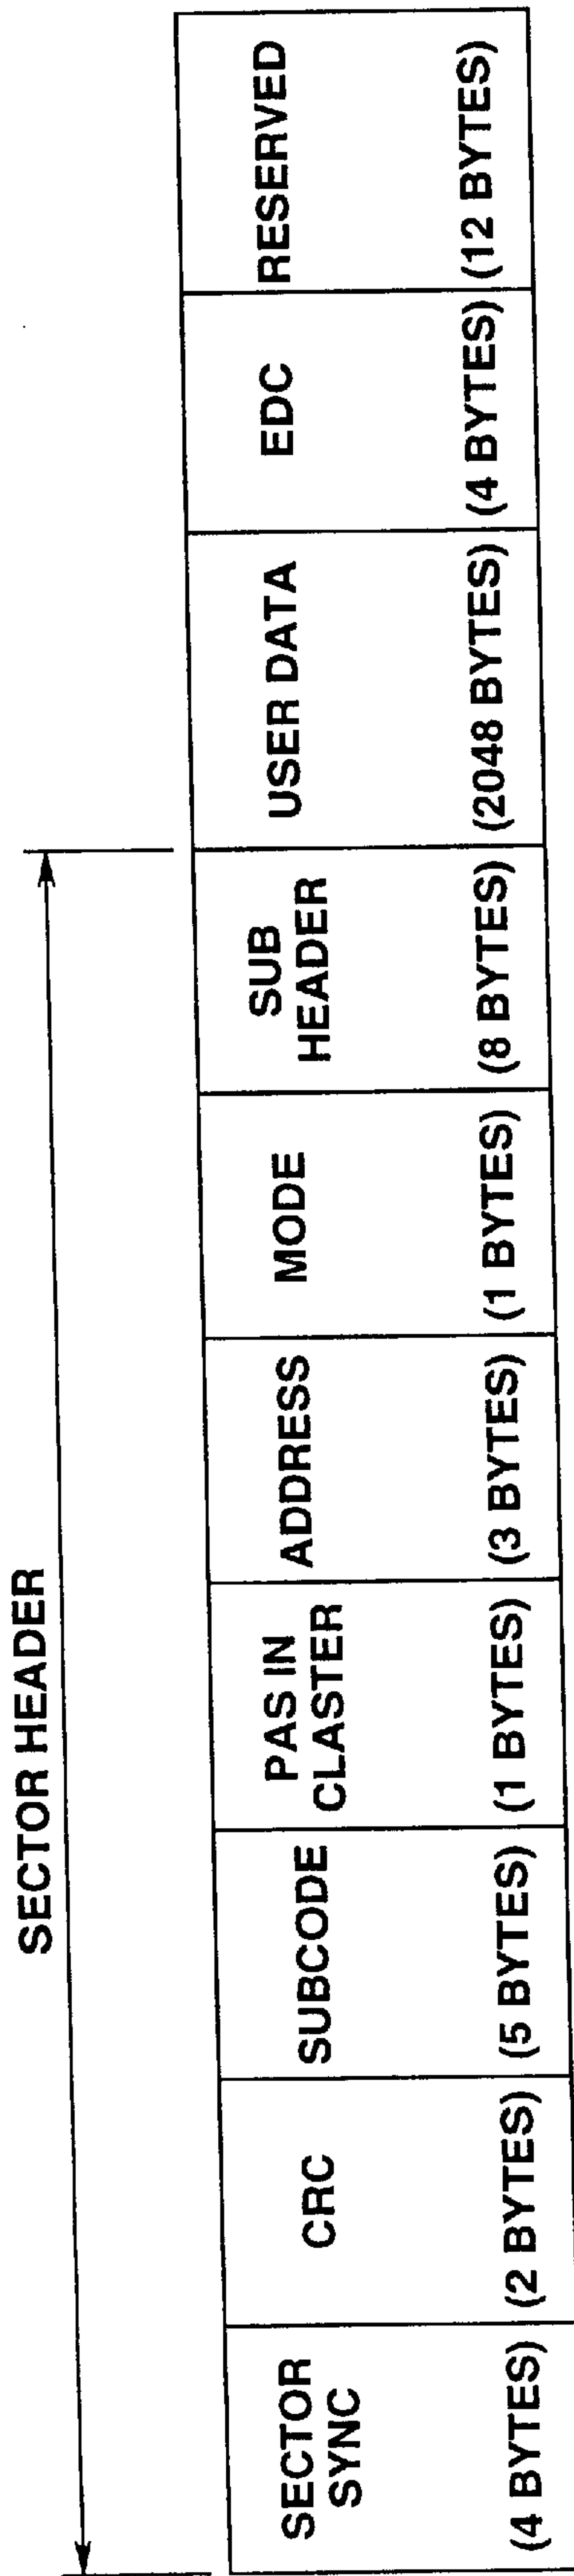 SECTOR HEADER
SECTOR
SYNC
(4 BYTES)
CRC
(2 BYTES)
SUBCODE
(5 BYTES)
PAS IN
CLASTER
(1 BYTES)
ADDRESS
(3 BYTES)
MODE
(1 BYTES)
SUB
HEADER
(8 BYTES)
USER DATA
(2048 BYTES)
EDC
(4 BYTES)
RESERVED
(12 BYTES)